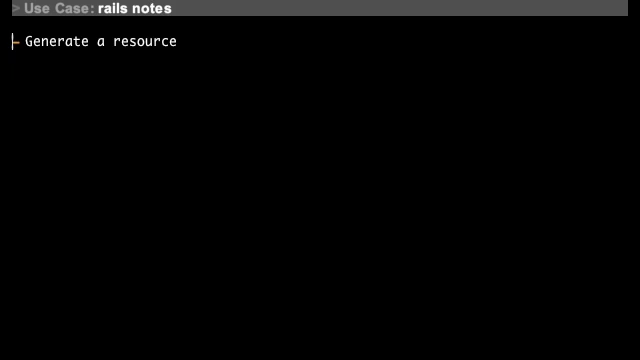 > Use Case: rails notes
- Generate a resource